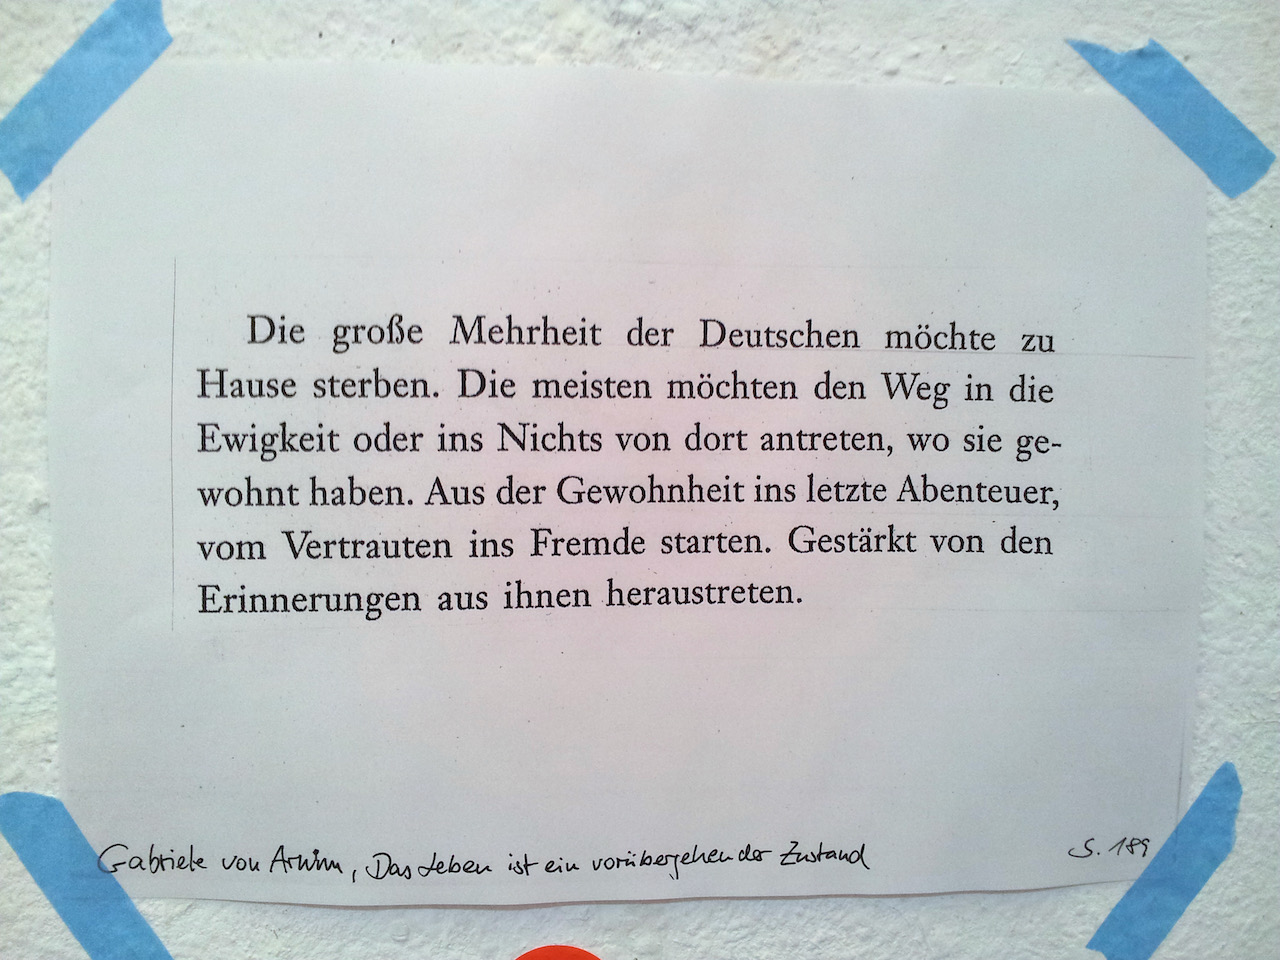 Die große Mehrheit der Deutschen möchte zu
Hause sterben. Die meisten möchten den Weg in die
Ewigkeit oder ins Nichts von dort antreten, wo sie ge-
wohnt haben. Aus der Gewohnheit ins letzte Abenteuer,
vom Vertrauten ins Fremde starten. Gestärkt von den
Erinnerungen aus ihnen heraustreten.
Gabriele von Arnim, Das Leben ist ein vorübergehender Zustand S. 189